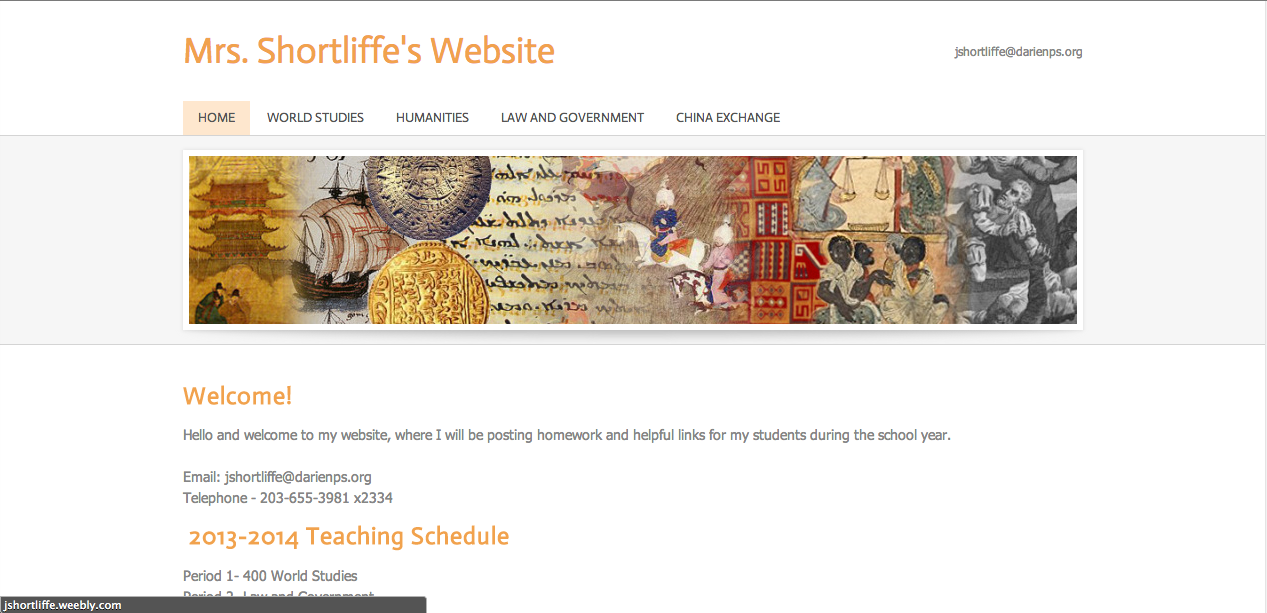 Mrs. Shortliffe's Website
jshortliffe@darienps.org
HOME WORLD STUDIES HUMANITIES LAW AND GOVERNMENT CHINA EXCHANGE
Welcome!
Hello and welcome to my website, where I will be posting homework and helpful links for my students during the school year.
Email: jshortliffe@darienps.org
Telephone - 203-655-3981 x2334
2013-2014 Teaching Schedule
Period 1- 400 World Studies
Period 2- Law and Government
jshortliffe.weebly.com